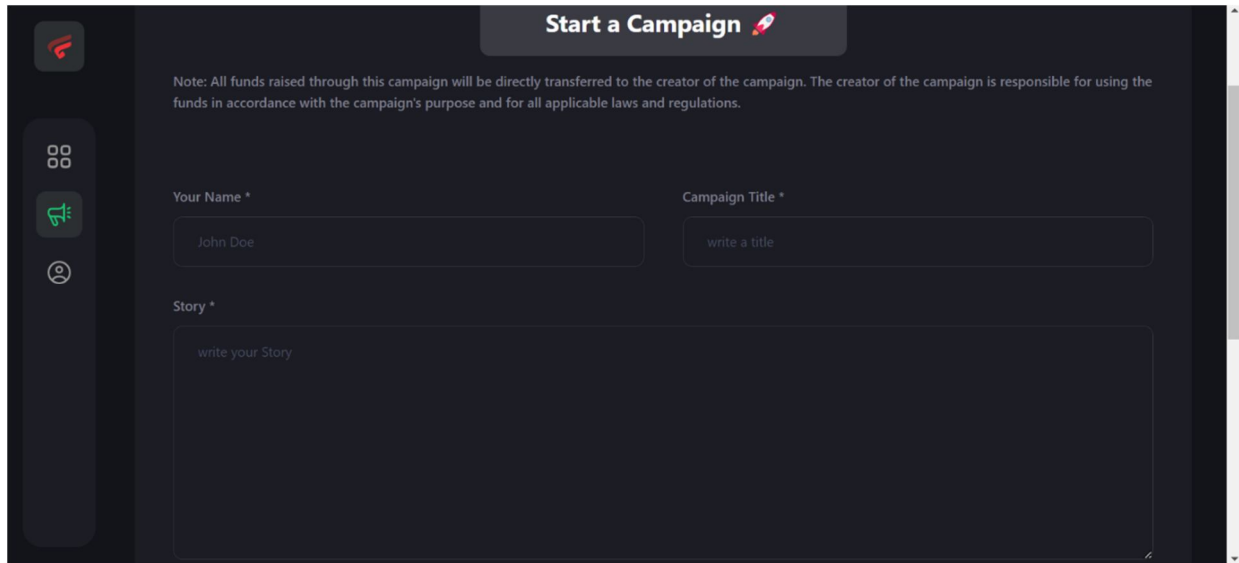 Start a Campaign 🚀
Note: All funds raised through this campaign will be directly transferred to the creator of the campaign. The creator of the campaign is responsible for using the
funds in accordance with the campaign's purpose and for all applicable laws and regulations.
Your Name *
Campaign Title *
John Doe
write a title
Story *
write your Story